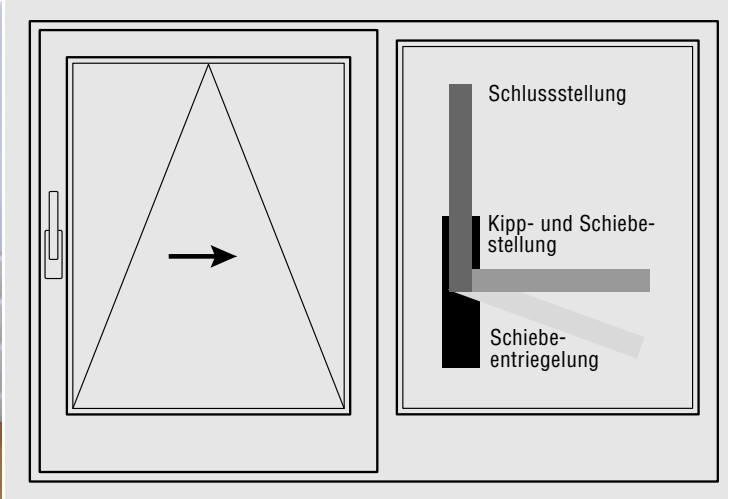 Schlussstellung
Kipp- und Schiebe-
stellung
Schiebe-
entriegelung